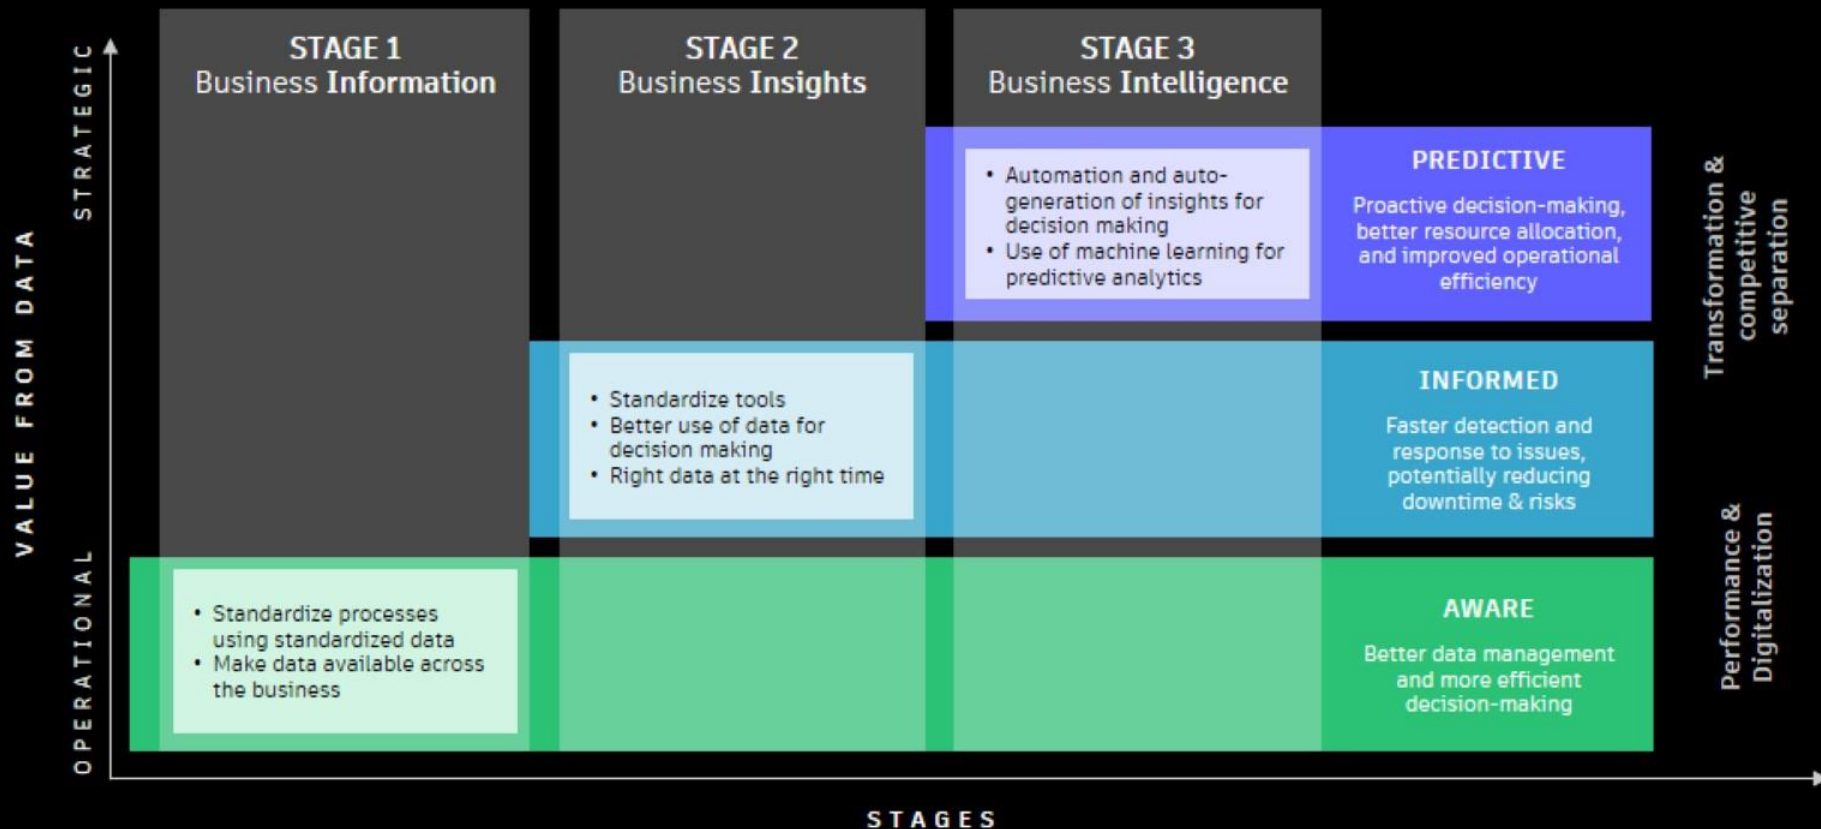 STAGE 1
Business Information
STAGE 2
Business Insights
STAGE 3
Business Intelligence
VALUE FROM DATA
STRATEGIC
OPERATIONAL
• Automation and auto-
generation of insights for
decision making
• Use of machine learning for
predictive analytics
PREDICTIVE
Proactive decision-making,
better resource allocation,
and improved operational
efficiency
Transformation &
competitive
separation
• Standardize tools
• Better use of data for
decision making
• Right data at the right time
INFORMED
Faster detection and
response to issues,
potentially reducing
downtime & risks
• Standardize processes
using standardized data
• Make data available across
the business
AWARE
Better data management
and more efficient
decision-making
Performance &
Digitalization
STAGES